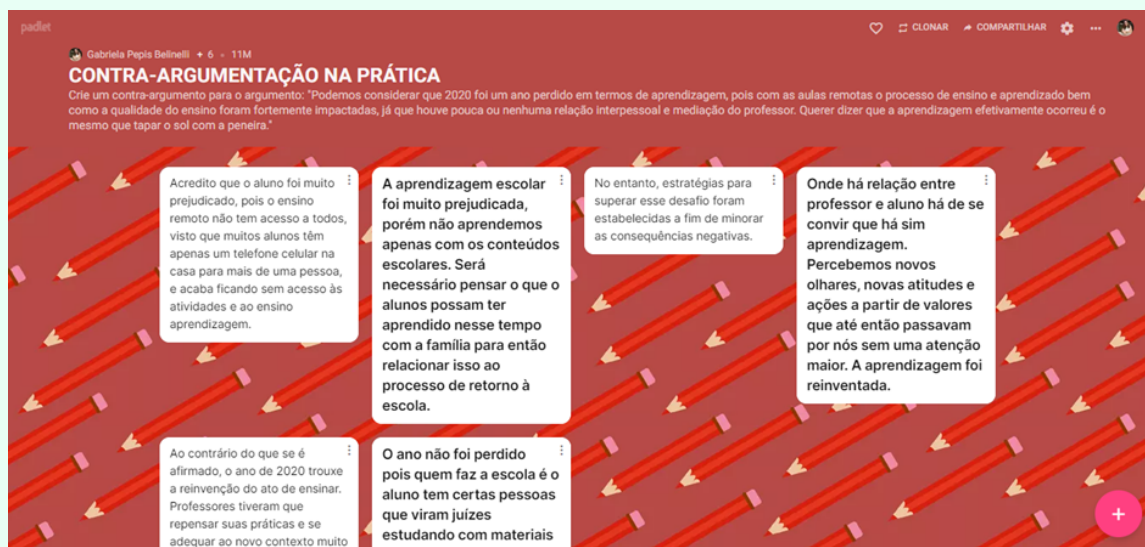 padlet
CLONAR
COMPARTILHAR
Gabriela Pepis Belinelli + 6 • 11M
CONTRA-ARGUMENTAÇÃO NA PRÁTICA
Crie um contra-argumento para o argumento: "Podemos considerar que 2020 foi um ano perdido em termos de aprendizagem, pois com as aulas remotas o processo de ensino e aprendizado bem
como a qualidade do ensino foram fortemente impactadas, já que houve pouca ou nenhuma relação interpessoal e mediação do professor. Querer dizer que a aprendizagem efetivamente ocorreu é o
mesmo que tapar o sol com a peneira."
Acredito que o aluno foi muito
prejudicado, pois o ensino
remoto não tem acesso a todos,
visto que muitos alunos têm
apenas um telefone celular na
casa para mais de uma pessoa,
e acaba ficando sem acesso às
atividades e ao ensino
aprendizagem.
A aprendizagem escolar
foi muito prejudicada,
porém não aprendemos
apenas com os conteúdos
escolares. Será
necessário pensar o que o
alunos possam ter
aprendido nesse tempo
com a família para então
relacionar isso ao
processo de retorno à
escola.
No entanto, estratégias para
superar esse desafio foram
estabelecidas a fim de minorar
as consequências negativas.
Onde há relação entre
professor e aluno há de se
convir que há sim
aprendizagem.
Percebemos novos
olhares, novas atitudes e
ações a partir de valores
que até então passavam
por nós sem uma atenção
maior. A aprendizagem foi
reinventada.
Ao contrário do que se é
afirmado, o ano de 2020 trouxe
a reinvenção do ato de ensinar.
Professores tiveram que
repensar suas práticas e se
adequar ao novo contexto muito
O ano não foi perdido
pois quem faz a escola é o
aluno tem certas pessoas
que viram juízes
estudando com materiais